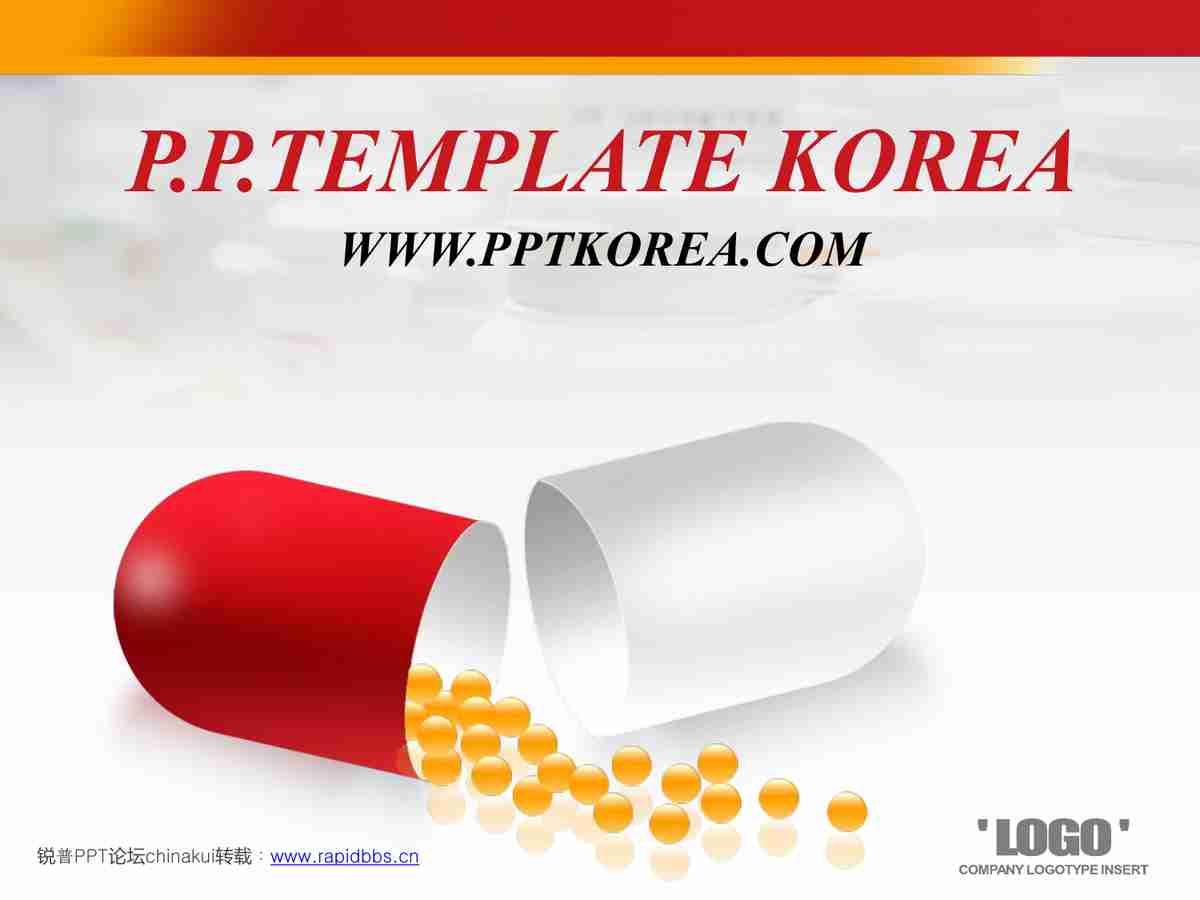 P.P.TEMPLATE KOREA
WWW.PPTKOREA.COM
锐普PPT论坛chinakui转载：www.rapidbbs.cn
'LOGO'
COMPANY LOGOTYPE INSERT